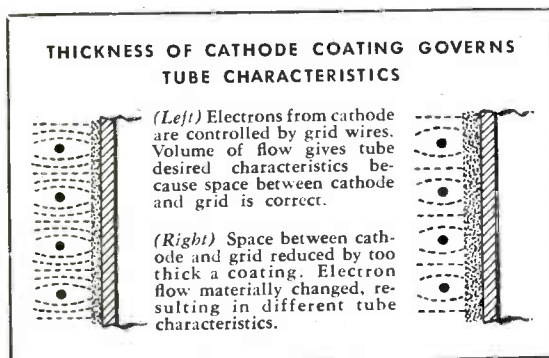 THICKNESS OF CATHODE COATING GOVERNS
TUBE CHARACTERISTICS
(Left) Electrons from cathode
are controlled by grid wires.
Volume of flow gives tube
desired characteristics be-
cause space between cathode
and grid is correct.
(Right) Space between cath-
ode and grid reduced by too
thick a coating. Electron
flow materially changed, re-
sulting in different tube
characteristics.